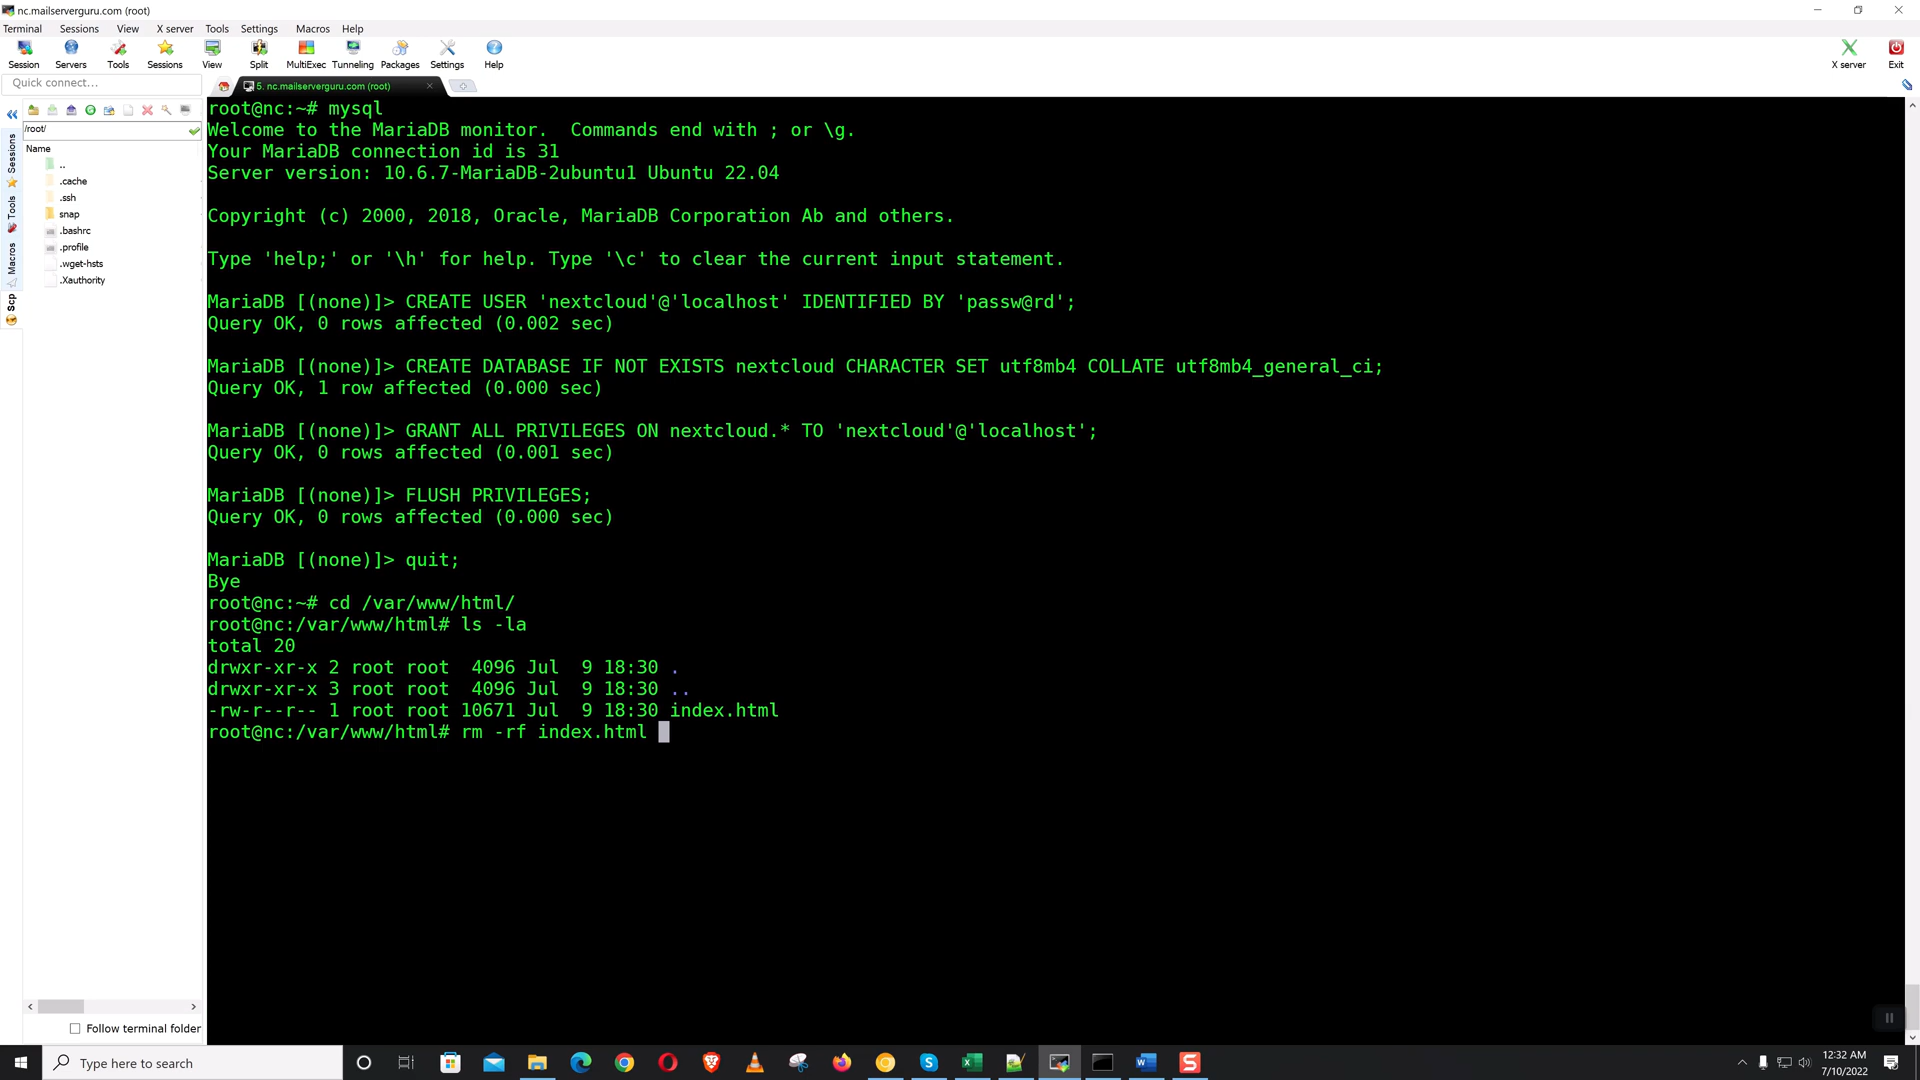 nc.mailserverguru.com (root)
Terminal Sessions View X server Tools Settings Macros Help
Session Servers Tools Sessions View Split MultiExec Tunneling Packages Settings Help X server Exit
Quick connect...
5. nc.mailserverguru.com (root)
/root/
Name
..
.cache
.ssh
snap
.bashrc
.profile
.wget-hsts
.Xauthority
Sessions
Tools
Macros
Scp
Follow terminal folder
root@nc:~# mysql
Welcome to the MariaDB monitor.  Commands end with ; or \g.
Your MariaDB connection id is 31
Server version: 10.6.7-MariaDB-2ubuntu1 Ubuntu 22.04
Copyright (c) 2000, 2018, Oracle, MariaDB Corporation Ab and others.
Type 'help;' or '\h' for help. Type '\c' to clear the current input statement.
MariaDB [(none)]> CREATE USER 'nextcloud'@'localhost' IDENTIFIED BY 'passw@rd';
Query OK, 0 rows affected (0.002 sec)
MariaDB [(none)]> CREATE DATABASE IF NOT EXISTS nextcloud CHARACTER SET utf8mb4 COLLATE utf8mb4_general_ci;
Query OK, 1 row affected (0.000 sec)
MariaDB [(none)]> GRANT ALL PRIVILEGES ON nextcloud.* TO 'nextcloud'@'localhost';
Query OK, 0 rows affected (0.001 sec)
MariaDB [(none)]> FLUSH PRIVILEGES;
Query OK, 0 rows affected (0.000 sec)
MariaDB [(none)]> quit;
Bye
root@nc:~# cd /var/www/html/
root@nc:/var/www/html# ls -la
total 20
drwxr-xr-x 2 root root  4096 Jul  9 18:30 .
drwxr-xr-x 3 root root  4096 Jul  9 18:30 ..
-rw-r--r-- 1 root root 10671 Jul  9 18:30 index.html
root@nc:/var/www/html# rm -rf index.html
Type here to search
12:32 AM
7/10/2022